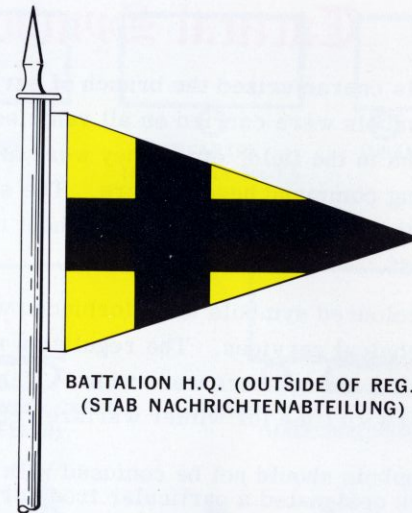 BATTALION H.Q. (OUTSIDE OF REG.
(STAB NACHRICHTENABTEILUNG)